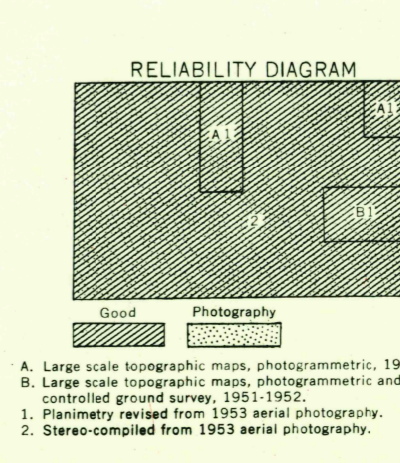 RELIABILITY DIAGRAM
A1
A1
B1
2
Good Photography
A. Large scale topographic maps, photogrammetric, 19
B. Large scale topographic maps, photogrammetric and
controlled ground survey, 1951-1952.
1. Planimetry revised from 1953 aerial photography.
2. Stereo-compiled from 1953 aerial photography.